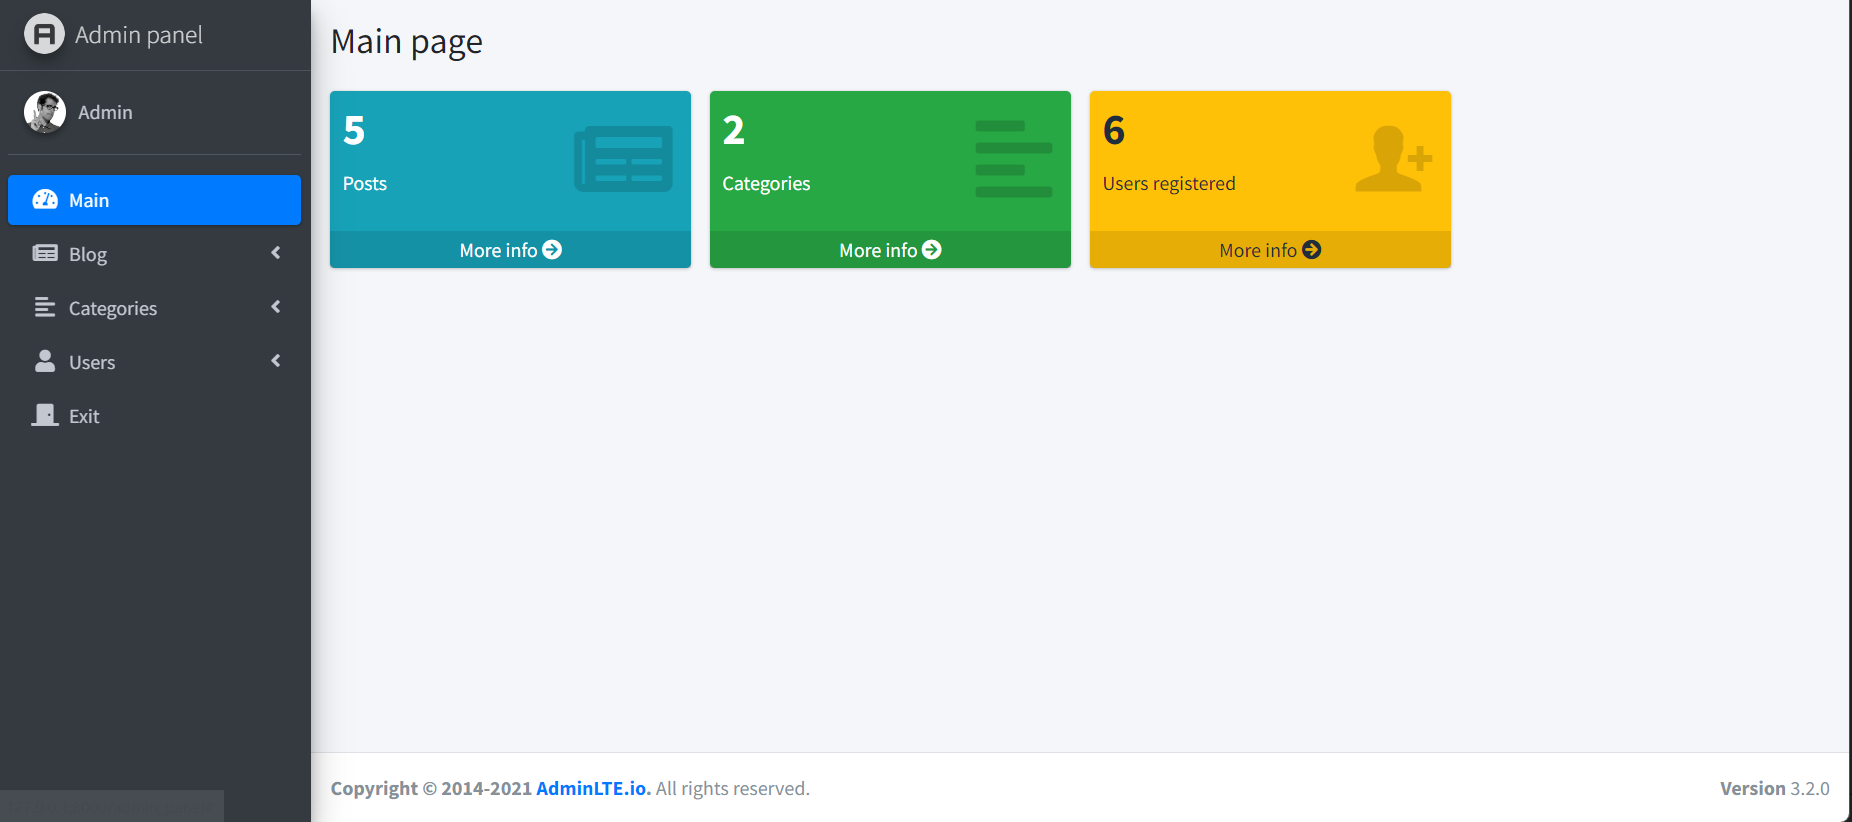 Admin panel
Admin
Main
Blog
Categories
Users
Exit
Main page
5
Posts
More info
2
Categories
More info
6
Users registered
More info
Copyright © 2014-2021 AdminLTE.io. All rights reserved.
Version 3.2.0